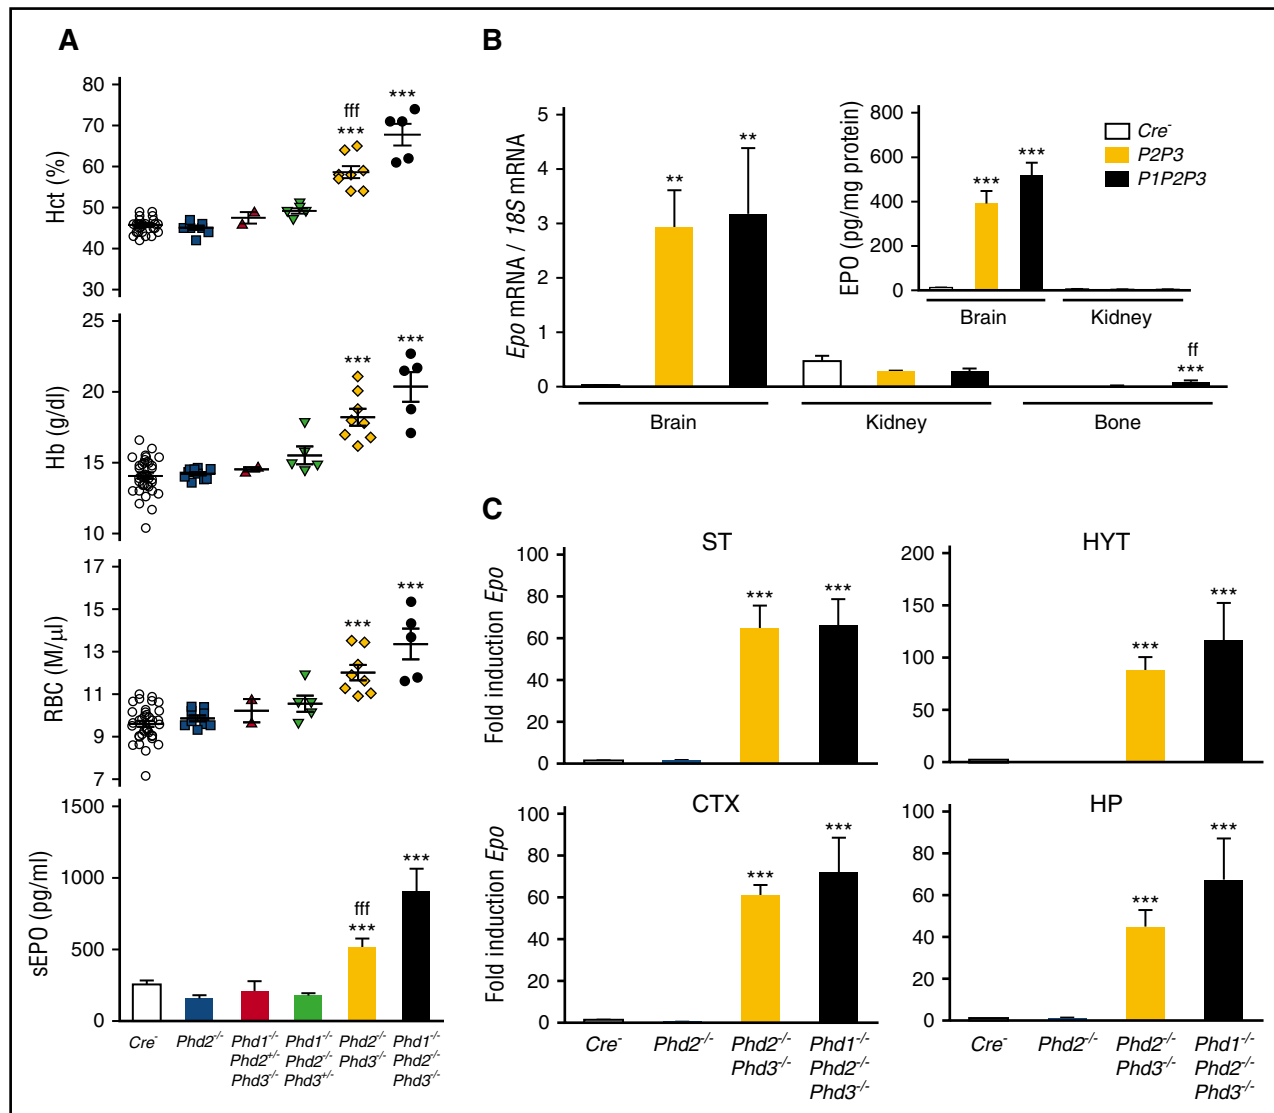 A
Hct (%)
80
70
60
50
40
30
fff
***
***
Hb (g/dl)
25
20
15
10
***
***
RBC (M/µl)
17
15
13
11
9
7
***
***
sEPO (pg/ml)
1500
1000
500
0
fff
***
***
Cre-
Phd2-/-
Phd1-/-
Phd2+/-
Phd3-/-
Phd1-/-
Phd2-/-
Phd3+/-
Phd2-/-
Phd3-/-
Phd1-/-
Phd2-/-
Phd3-/-
B
Epo mRNA / 18S mRNA
5
4
3
2
1
0
**
**
ff
***
Brain
Kidney
Bone
EPO (pg/mg protein)
800
600
400
200
0
***
***
Brain
Kidney
Cre-
P2P3
P1P2P3
C
ST
Fold induction Epo
100
80
60
40
20
0
***
***
HYT
200
150
100
50
0
***
***
CTX
Fold induction Epo
100
80
60
40
20
0
***
***
Cre-
Phd2-/-
Phd2-/-
Phd3-/-
Phd1-/-
Phd2-/-
Phd3-/-
HP
100
80
60
40
20
0
***
***
Cre-
Phd2-/-
Phd2-/-
Phd3-/-
Phd1-/-
Phd2-/-
Phd3-/-